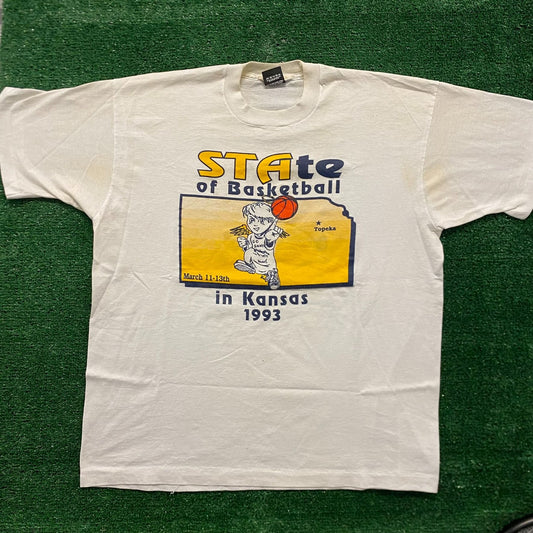 STAte
of Basketball
Topeka
March 11-13th
in Kansas
1993